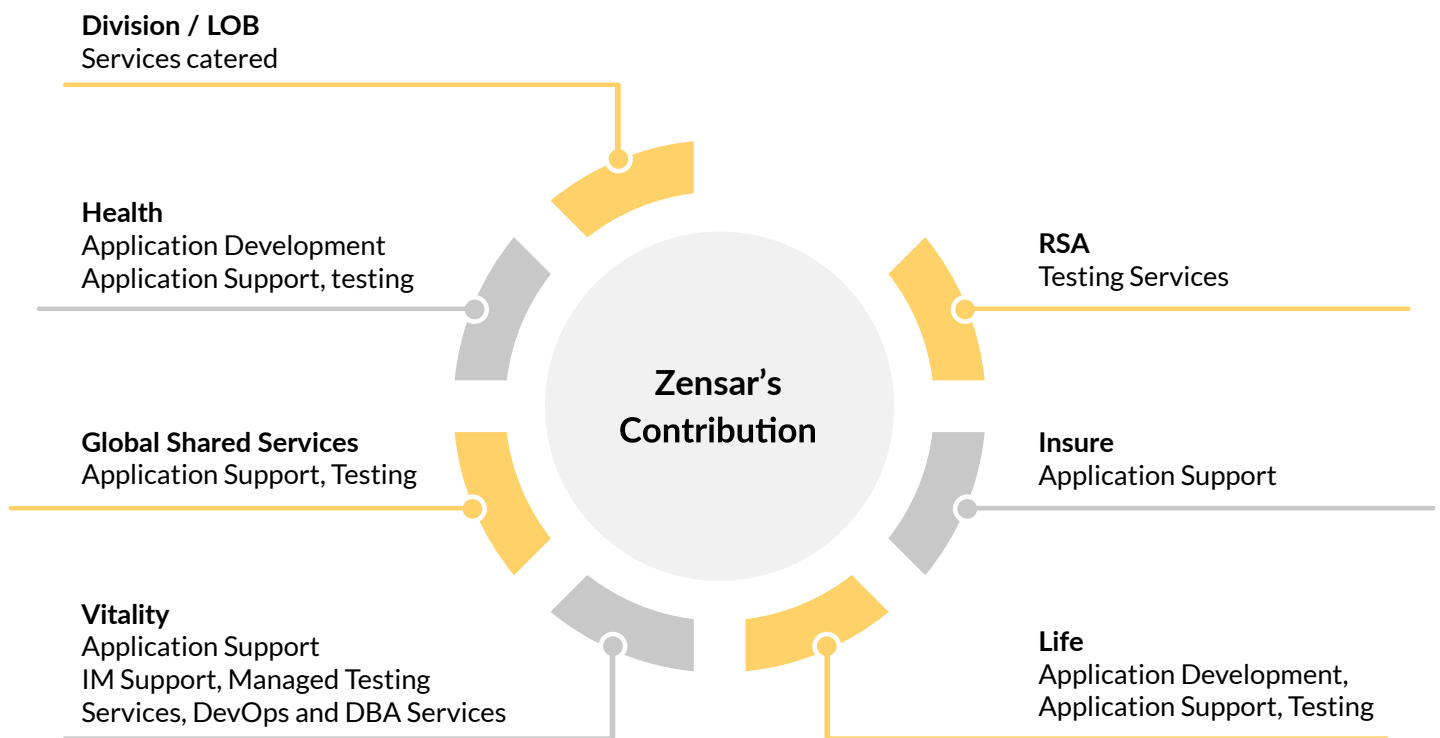 Division / LOB
Services catered
Health
Application Development
Application Support, testing
Global Shared Services
Application Support, Testing
Vitality
Application Support
IM Support, Managed Testing
Services, DevOps and DBA Services
Zensar’s
Contribution
RSA
Testing Services
Insure
Application Support
Life
Application Development,
Application Support, Testing